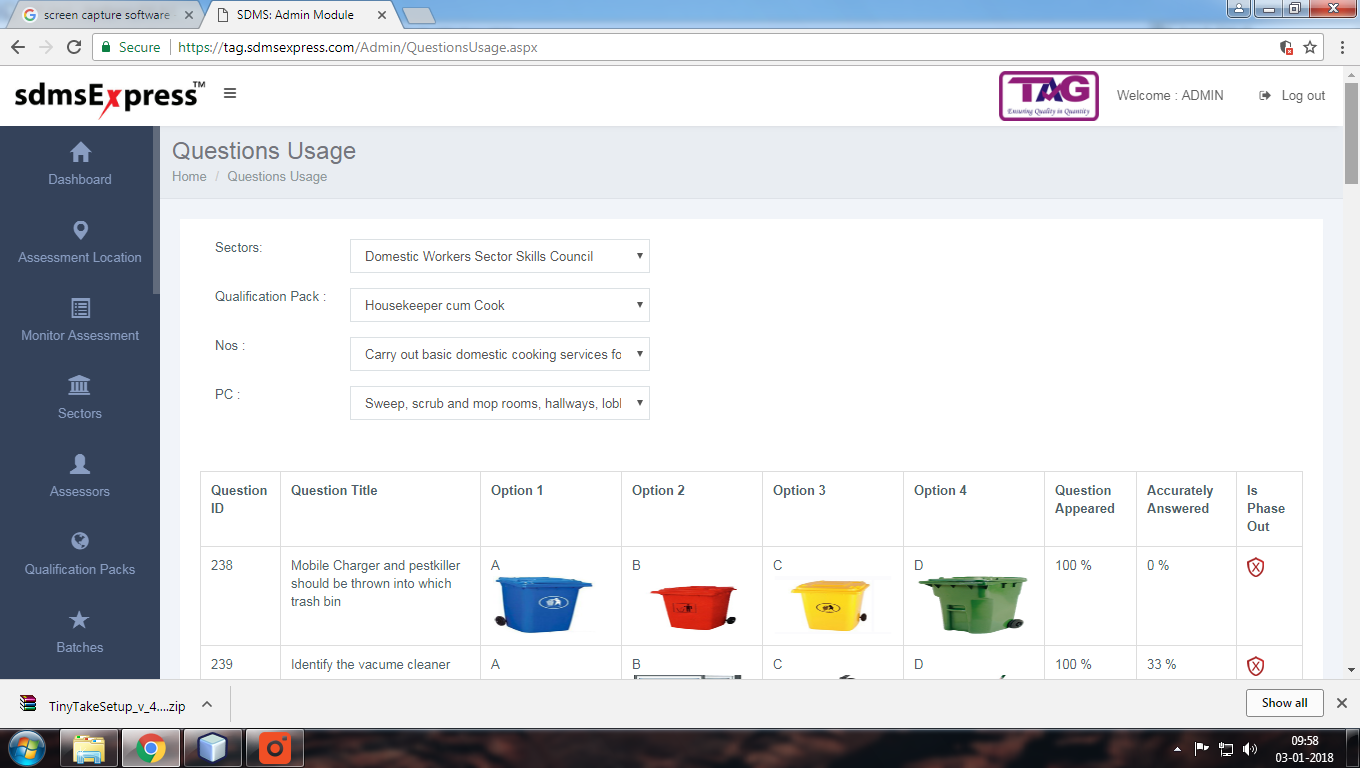 screen capture software
SDMS: Admin Module
Secure
https://tag.sdmsexpress.com/Admin/QuestionsUsage.aspx
sdmsExpress™
TAG
Ensuring Quality in Quantity
Welcome : ADMIN
Log out
Dashboard
Assessment Location
Monitor Assessment
Sectors
Assessors
Qualification Packs
Batches
Questions Usage
Home / Questions Usage
Sectors:
Domestic Workers Sector Skills Council
Qualification Pack :
Housekeeper cum Cook
Nos :
Carry out basic domestic cooking services fo
PC :
Sweep, scrub and mop rooms, hallways, lobl
Question ID
Question Title
Option 1
Option 2
Option 3
Option 4
Question Appeared
Accurately Answered
Is Phase Out
238
Mobile Charger and pestkiller
should be thrown into which
trash bin
A
B
C
D
100 %
0 %
239
Identify the vacume cleaner
A
B
C
D
100 %
33 %
TinyTakeSetup_v_4....zip
Show all
09:58
03-01-2018